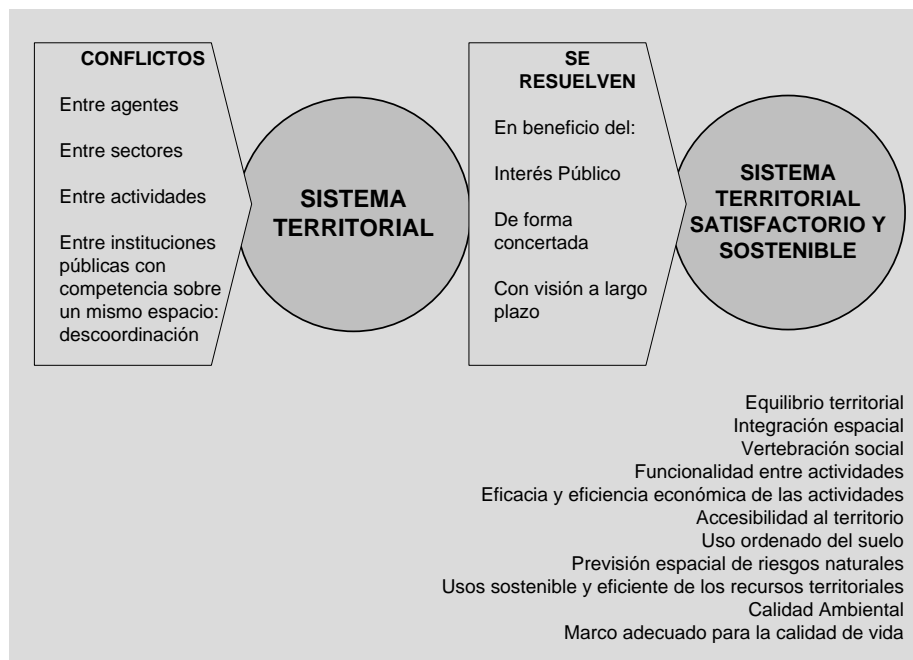 CONFLICTOS
Entre agentes
Entre sectores
Entre actividades
Entre instituciones
públicas con
competencia sobre
un mismo espacio:
descoordinación
SISTEMA
TERRITORIAL
SE
RESUELVEN
En beneficio del:
Interés Público
De forma
concertada
Con visión a largo
plazo
SISTEMA
TERRITORIAL
SATISFACTORIO Y
SOSTENIBLE
Equilibrio territorial
Integración espacial
Vertebración social
Funcionalidad entre actividades
Eficacia y eficiencia económica de las actividades
Accesibilidad al territorio
Uso ordenado del suelo
Previsión espacial de riesgos naturales
Usos sostenible y eficiente de los recursos territoriales
Calidad Ambiental
Marco adecuado para la calidad de vida